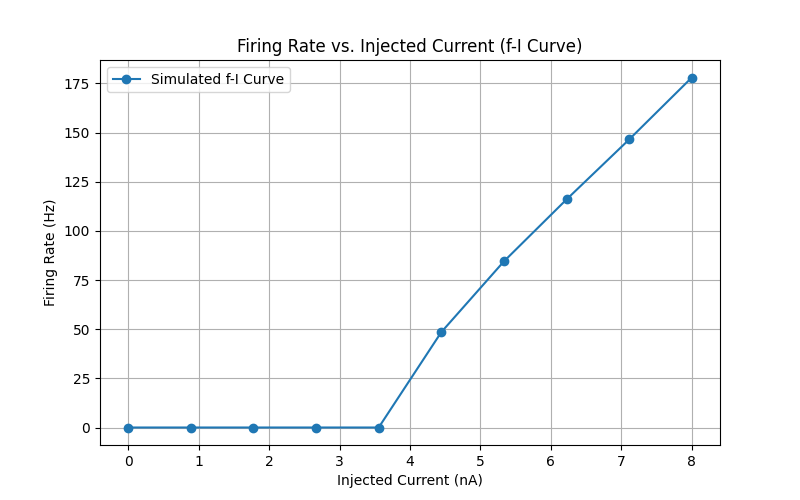 Firing Rate vs. Injected Current (f-I Curve)
Simulated f-I Curve
Firing Rate (Hz)
175
150
125
100
75
50
25
0
0 1 2 3 4 5 6 7 8
Injected Current (nA)